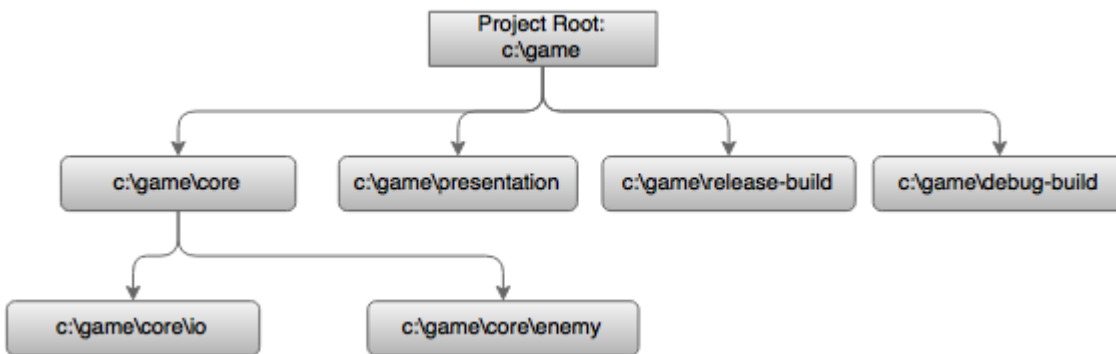 Project Root:
c:\game
c:\game\core
c:\game\presentation
c:\game\release-build
c:\game\debug-build
c:\game\core\io
c:\game\core\enemy